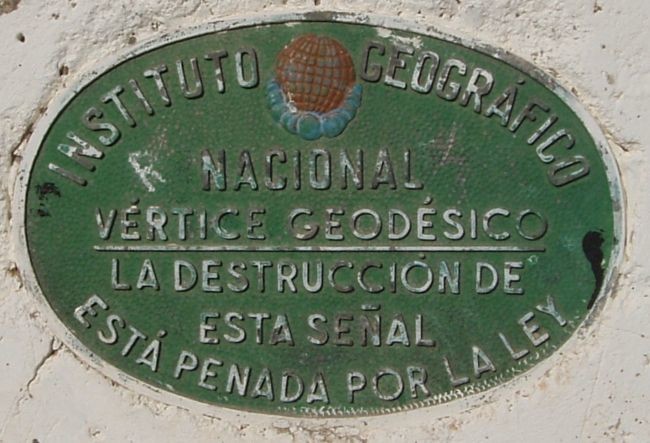 INSTITUTO GEOGRÁFICO
NACIONAL
VÉRTICE GEODÉSICO
LA DESTRUCCIÓN DE
ESTA SEÑAL
ESTÁ PENADA POR LA LEY